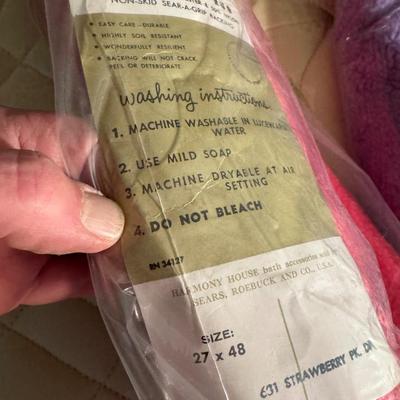 NON-SKID SEAR-A-GRIP BACKING
• EASY CARE—DURABLE
• HIGHLY SOIL RESISTANT
• WONDERFULLY RESILIENT
• BACKING WILL NOT CRACK,
PEEL OR DETERIORATE
washing instructions
1. MACHINE WASHABLE IN LUKEWARM
WATER
2. USE MILD SOAP
3. MACHINE DRYABLE AT AIR
SETTING
4. DO NOT BLEACH
RN 34127
HARMONY HOUSE bath accessories sold by
SEARS, ROEBUCK AND CO., U.S.A.
SIZE:
27 x 48
631 STRAWBERRY PK. DK